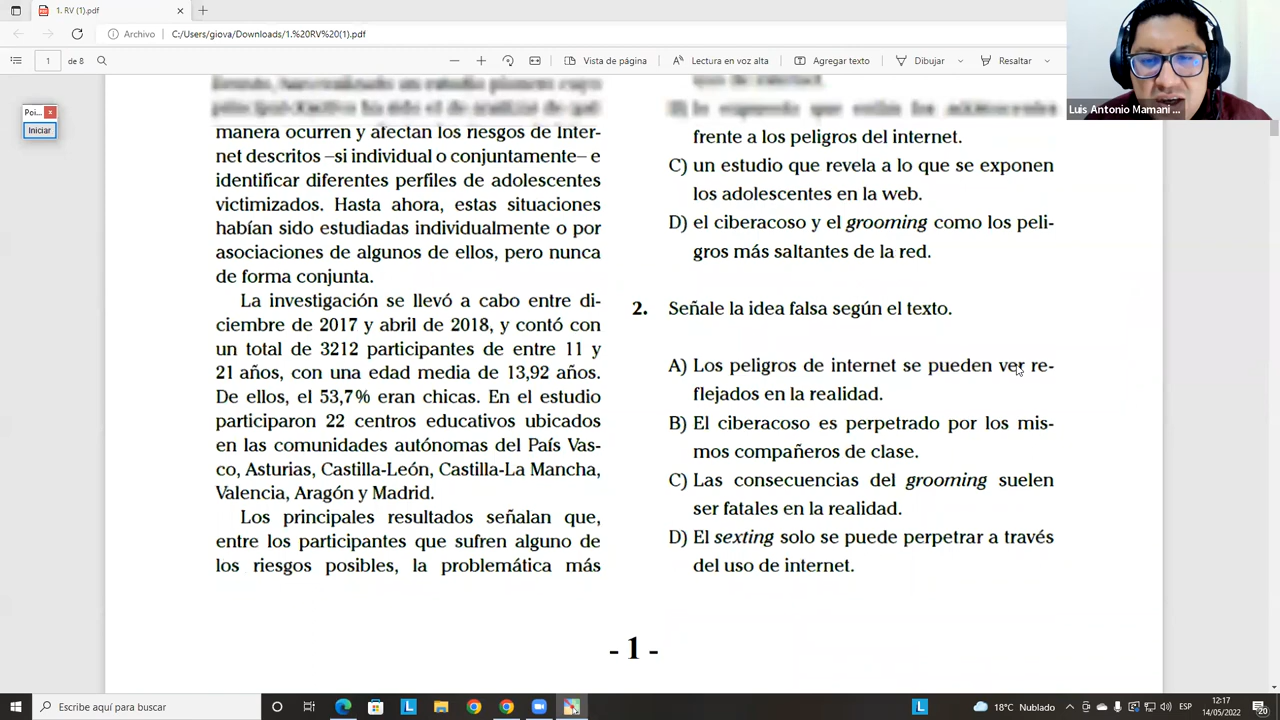 1. RV (1).pdf
Archivo
C:/Users/giova/Downloads/1.%20RV%20(1).pdf
1
de 8
Vista de página
Lectura en voz alta
Agregar texto
Dibujar
Resaltar
Poi...
Iniciar
Luis Antonio Mamani ...
manera ocurren y afectan los riesgos de Inter-
net descritos –si individual o conjuntamente– e
identificar diferentes perfiles de adolescentes
victimizados. Hasta ahora, estas situaciones
habían sido estudiadas individualmente o por
asociaciones de algunos de ellos, pero nunca
de forma conjunta.
La investigación se llevó a cabo entre di-
ciembre de 2017 y abril de 2018, y contó con
un total de 3212 participantes de entre 11 y
21 años, con una edad media de 13,92 años.
De ellos, el 53,7% eran chicas. En el estudio
participaron 22 centros educativos ubicados
en las comunidades autónomas del País Vas-
co, Asturias, Castilla-León, Castilla-La Mancha,
Valencia, Aragón y Madrid.
Los principales resultados señalan que,
entre los participantes que sufren alguno de
los riesgos posibles, la problemática más
frente a los peligros del internet.
C) un estudio que revela a lo que se exponen
los adolescentes en la web.
D) el ciberacoso y el grooming como los peli-
gros más saltantes de la red.
2. Señale la idea falsa según el texto.
A) Los peligros de internet se pueden ver re-
flejados en la realidad.
B) El ciberacoso es perpetrado por los mis-
mos compañeros de clase.
C) Las consecuencias del grooming suelen
ser fatales en la realidad.
D) El sexting solo se puede perpetrar a través
del uso de internet.
- 1 -
Escribe aquí para buscar
18°C Nublado
ESP
12:17
14/05/2022
20